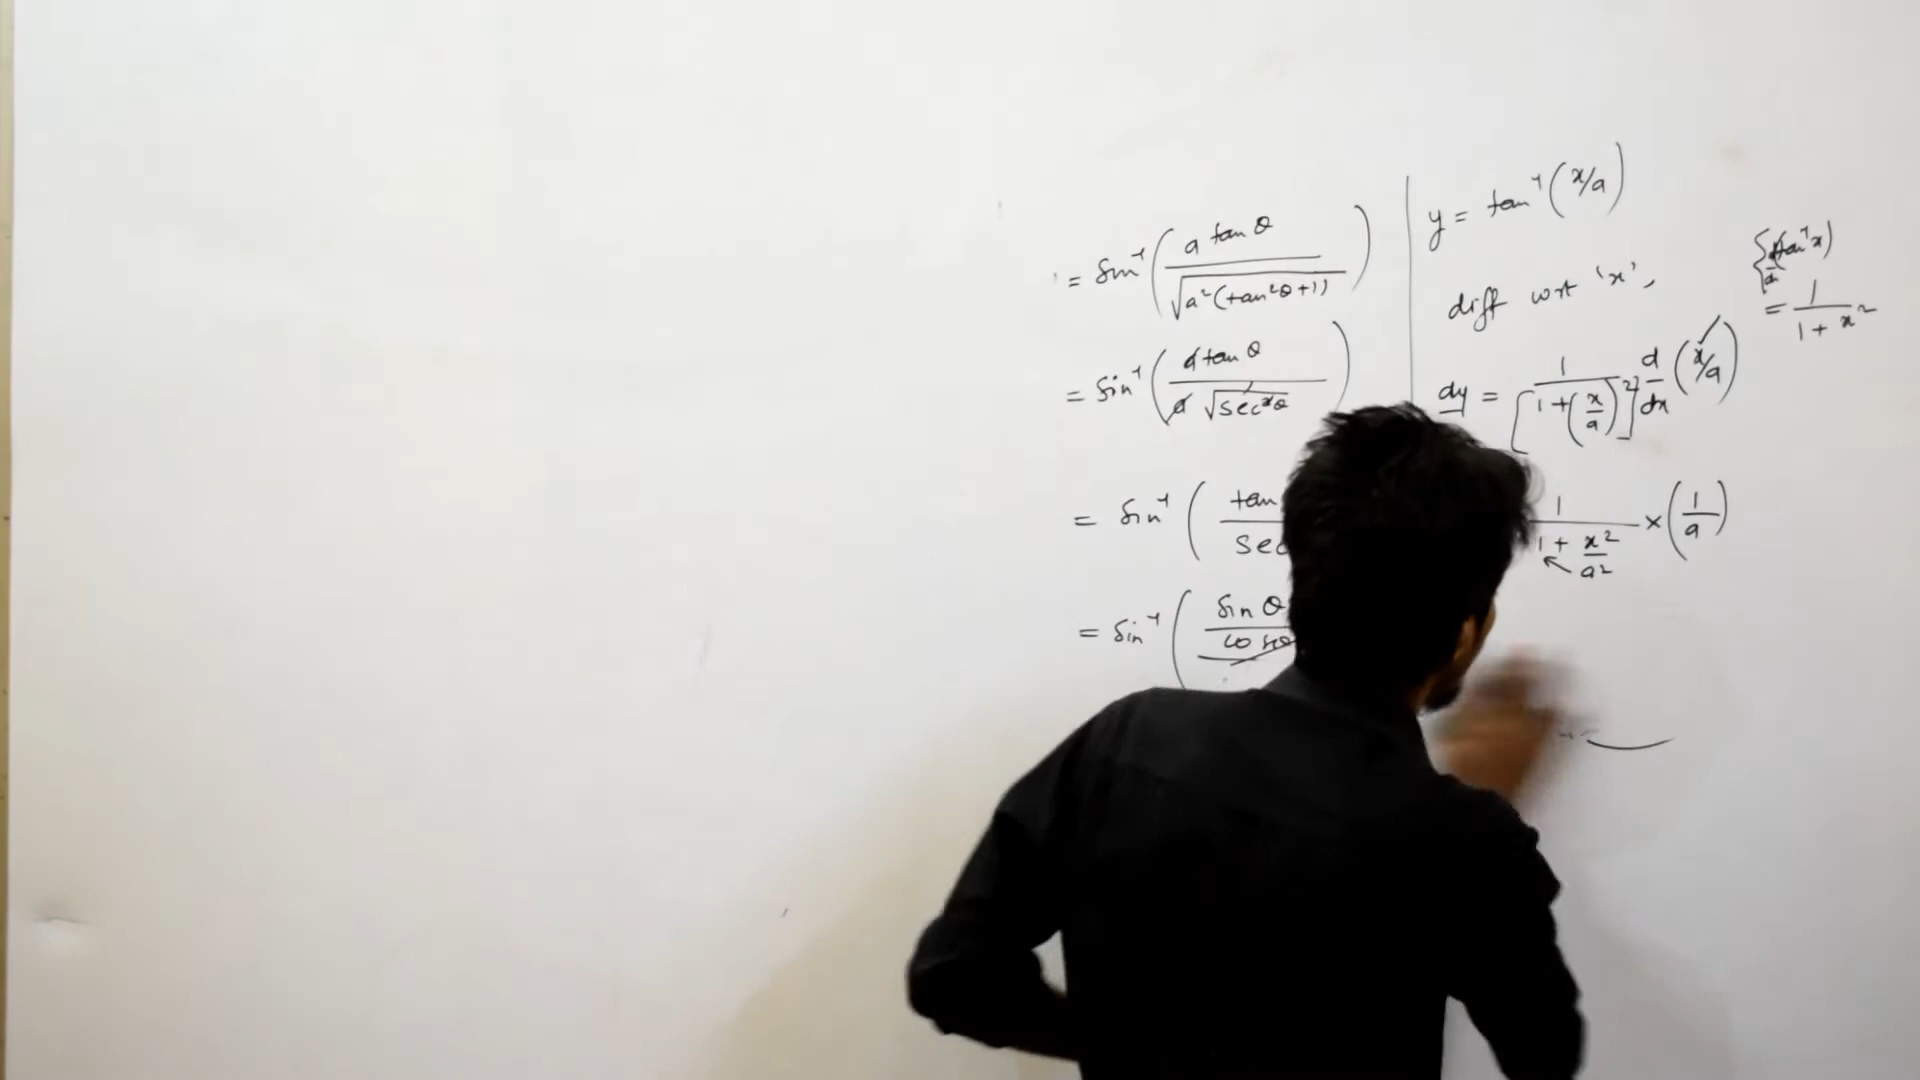 = Sin⁻¹ ( a tan θ / √a²(tan²θ+1) )
= Sin⁻¹ ( a tan θ / a √sec²θ )
= Sin⁻¹ ( tan / Sec
= Sin⁻¹ ( Sin θ / cos θ
y = tan⁻¹ (x/a)
diff wrt 'x',
dy = [ 1 / 1+(x/a)² ] d/dx (x/a)
1 / 1 + x²/a² × (1/a)
{ d/dx (tan⁻¹x)
= 1 / 1 + x²